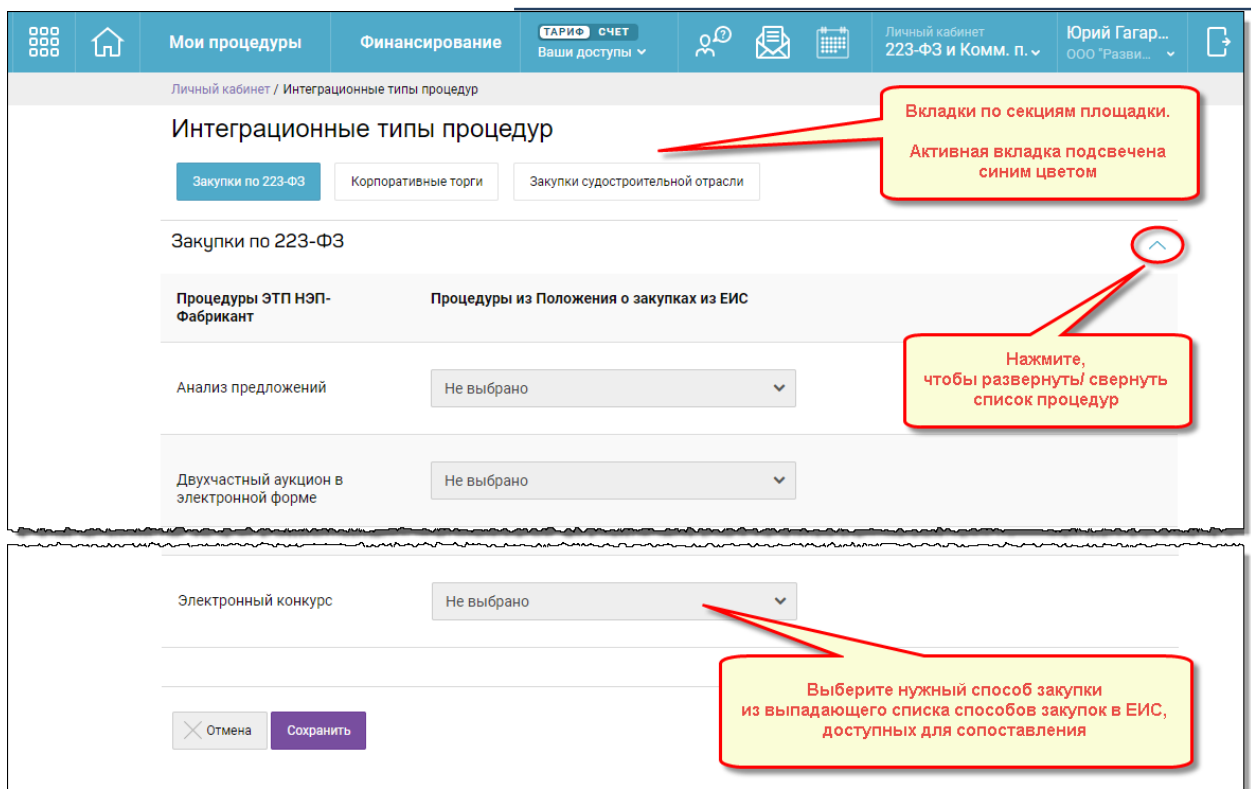 Мои процедуры
Финансирование
ТАРИФ СЧЕТ
Ваши доступы
Личный кабинет
223-ФЗ и Комм. п.
Юрий Гагар...
ООО "Разви...
Личный кабинет / Интеграционные типы процедур
Интеграционные типы процедур
Вкладки по секциям площадки.
Активная вкладка подсвечена
синим цветом
Закупки по 223-ФЗ
Корпоративные торги
Закупки судостроительной отрасли
Закупки по 223-ФЗ
Процедуры ЭТП НЭП-
Фабрикант
Процедуры из Положения о закупках из ЕИС
Нажмите,
чтобы развернуть/ свернуть
список процедур
Анализ предложений
Не выбрано
Двухчастный аукцион в
электронной форме
Не выбрано
Электронный конкурс
Не выбрано
Выберите нужный способ закупки
из выпадающего списка способов закупок в ЕИС,
доступных для сопоставления
Отмена
Сохранить